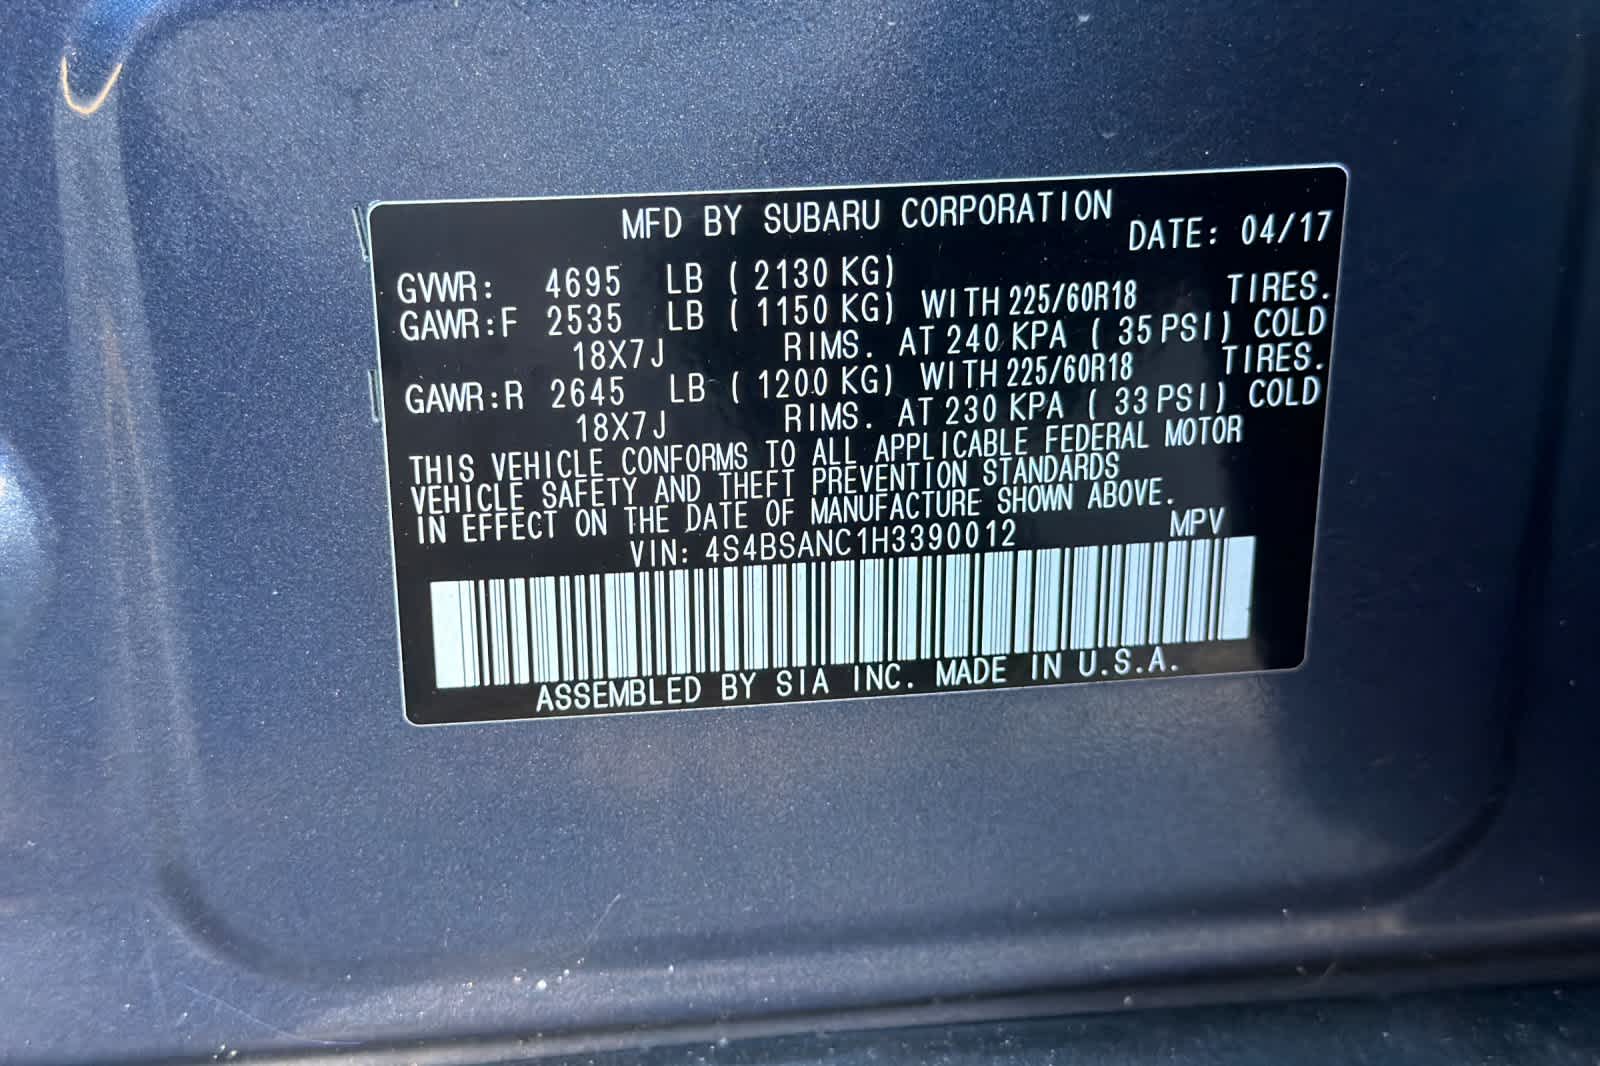 MFD BY SUBARU CORPORATION
DATE: 04/17
GVWR: 4695 LB ( 2130 KG)
GAWR:F 2535 LB ( 1150 KG) WITH 225/60R18 TIRES.
18X7J RIMS. AT 240 KPA ( 35 PSI) COLD
GAWR:R 2645 LB ( 1200 KG) WITH 225/60R18 TIRES.
18X7J RIMS. AT 230 KPA ( 33 PSI) COLD
THIS VEHICLE CONFORMS TO ALL APPLICABLE FEDERAL MOTOR
VEHICLE SAFETY AND THEFT PREVENTION STANDARDS
IN EFFECT ON THE DATE OF MANUFACTURE SHOWN ABOVE.
VIN: 4S4BSANC1H3390012 MPV
ASSEMBLED BY SIA INC. MADE IN U.S.A.